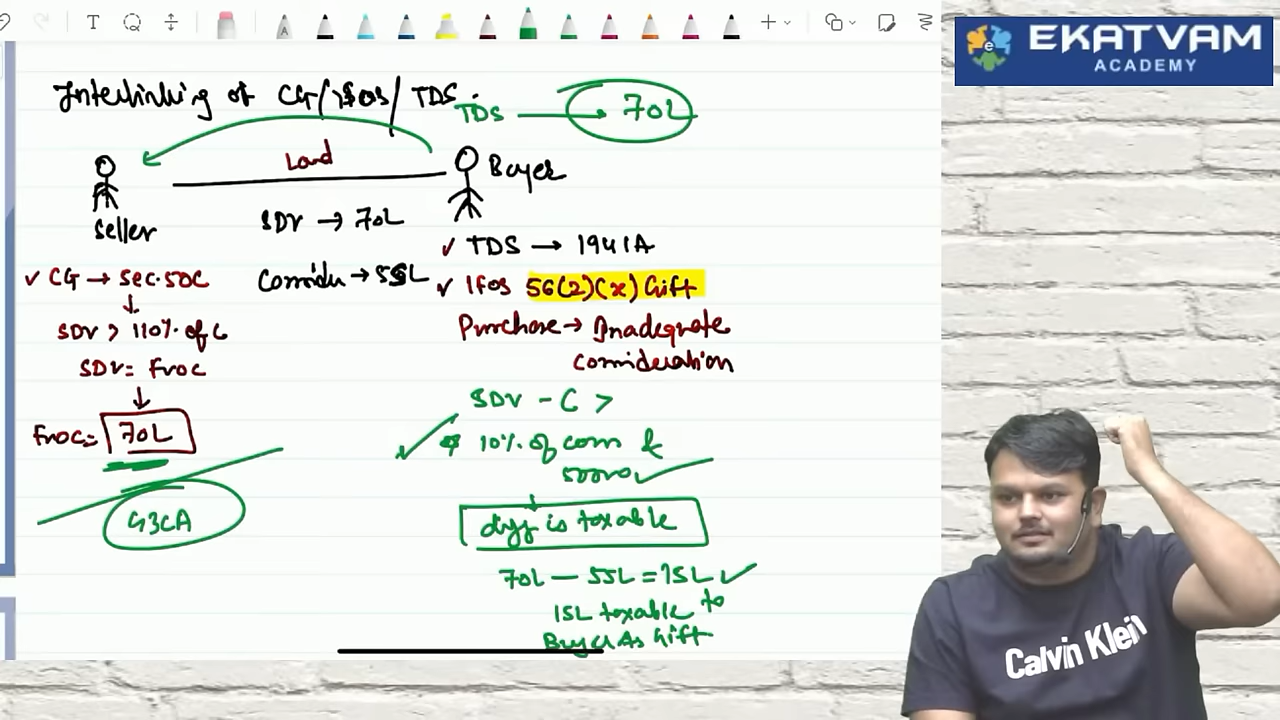 EKATVAM
ACADEMY
Interlinking of CG/IFOS/TDS.
TDS → 70L
Land
Seller
Buyer
SDV → 70L
Consider → 55L
✓ CG → Sec.50C
↓
SDV > 110% of C
SDV = FVOC
↓
FVOC = 70L
43CA
✓ TDS → 194IA
✓ IFOS 56(2)(x) Gift
Purchase → Inadequate
consideration
SDV - C >
10% of con &
50000 ✓
diff is taxable
70L - 55L = 15L ✓
15L taxable to
Buyer As Gift
Calvin Klein